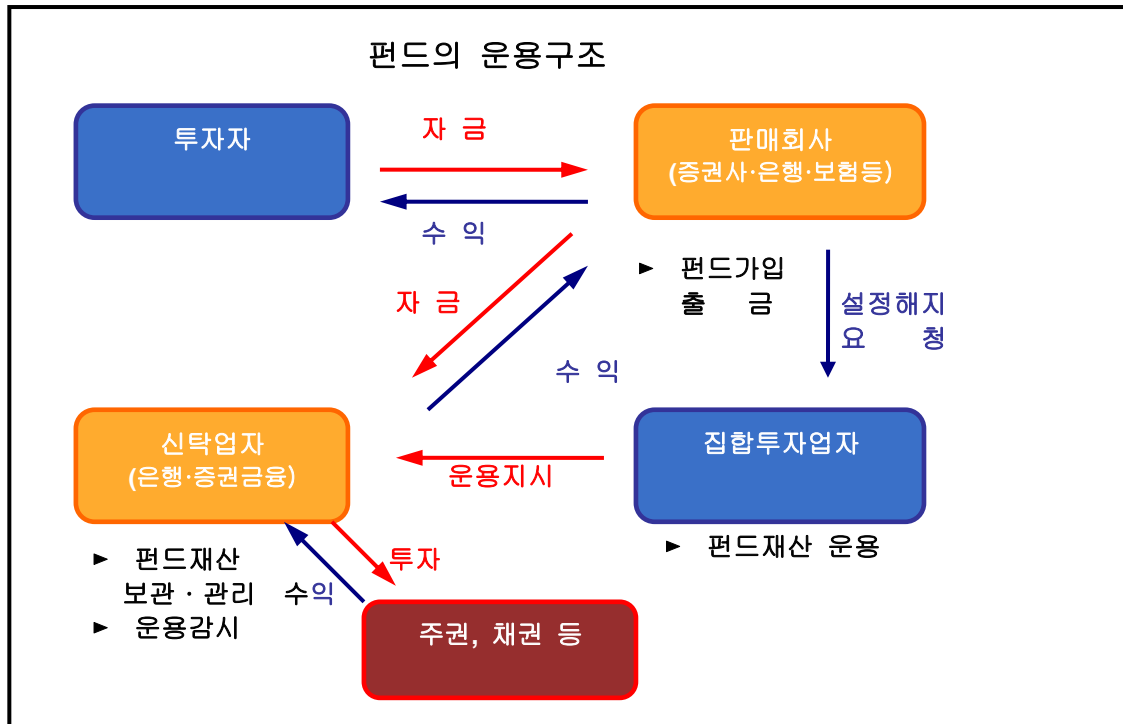 펀드의 운용구조
투자자
자 금
판매회사
(증권사·은행·보험등)
수 익
► 펀드가입
출 금
자 금
설정해지
요 청
수 익
신탁업자
(은행·증권금융)
집합투자업자
운용지시
► 펀드재산
보관 · 관리
► 운용감시
수익
투자
► 펀드재산 운용
주권, 채권 등